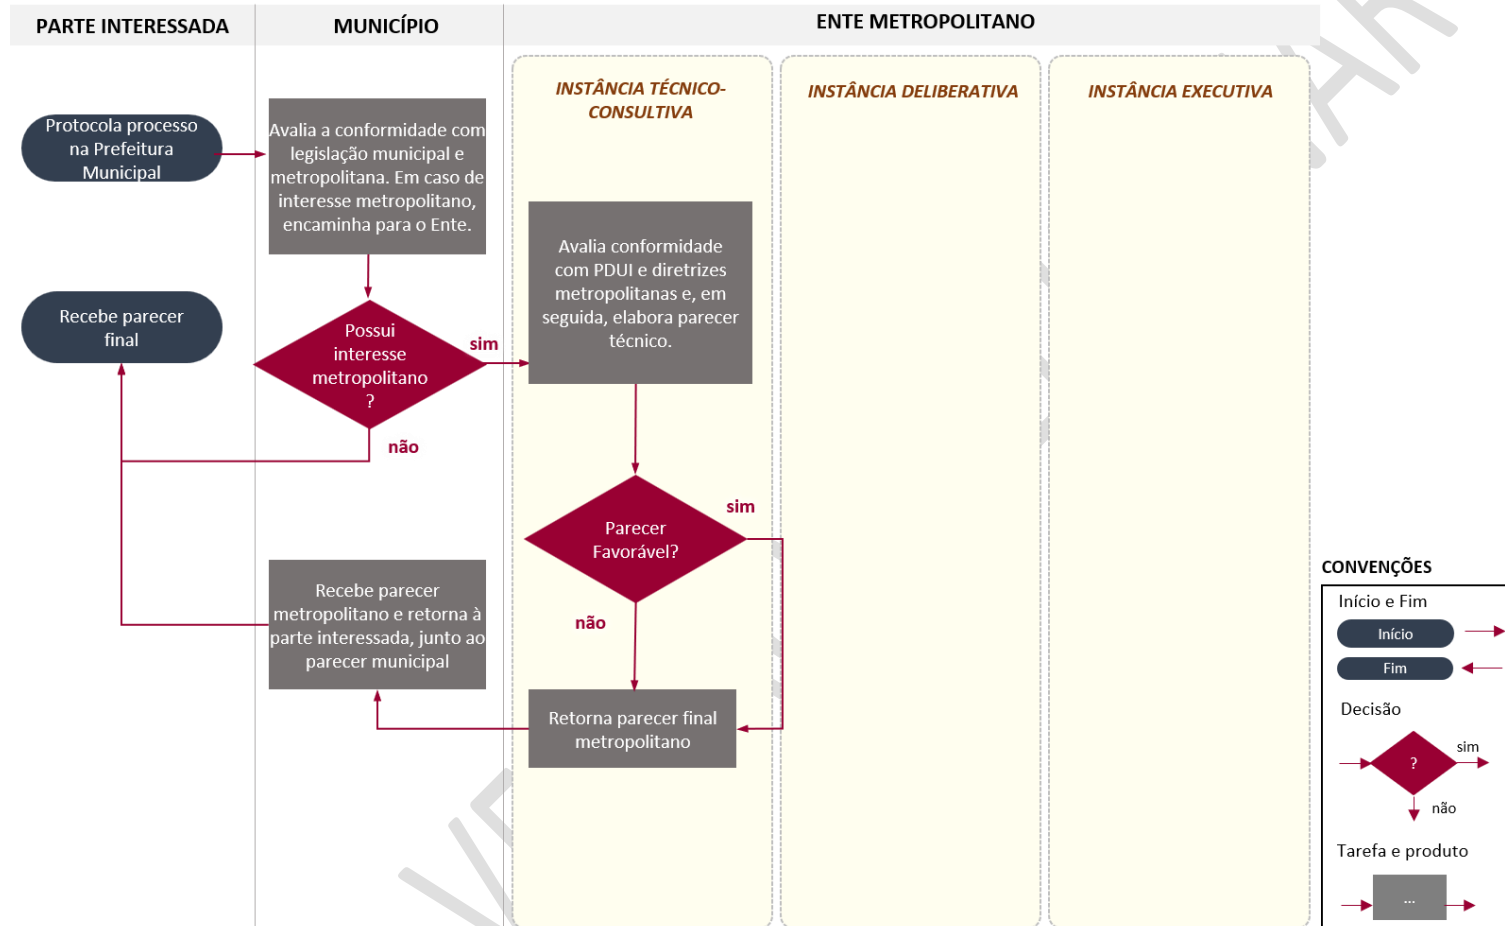 PARTE INTERESSADA
MUNICÍPIO
ENTE METROPOLITANO
INSTÂNCIA TÉCNICO-
CONSULTIVA
INSTÂNCIA DELIBERATIVA
INSTÂNCIA EXECUTIVA
Protocola processo
na Prefeitura
Municipal
Avalia a conformidade com
legislação municipal e
metropolitana. Em caso de
interesse metropolitano,
encaminha para o Ente.
Avalia conformidade
com PDUI e diretrizes
metropolitanas e, em
seguida, elabora parecer
técnico.
Recebe parecer
final
Possui
interesse
metropolitano
?
sim
não
Parecer
Favorável?
sim
não
Recebe parecer
metropolitano e retorna à
parte interessada, junto ao
parecer municipal
Retorna parecer final
metropolitano
CONVENÇÕES
Início e Fim
Início
Fim
Decisão
?
sim
não
Tarefa e produto
...